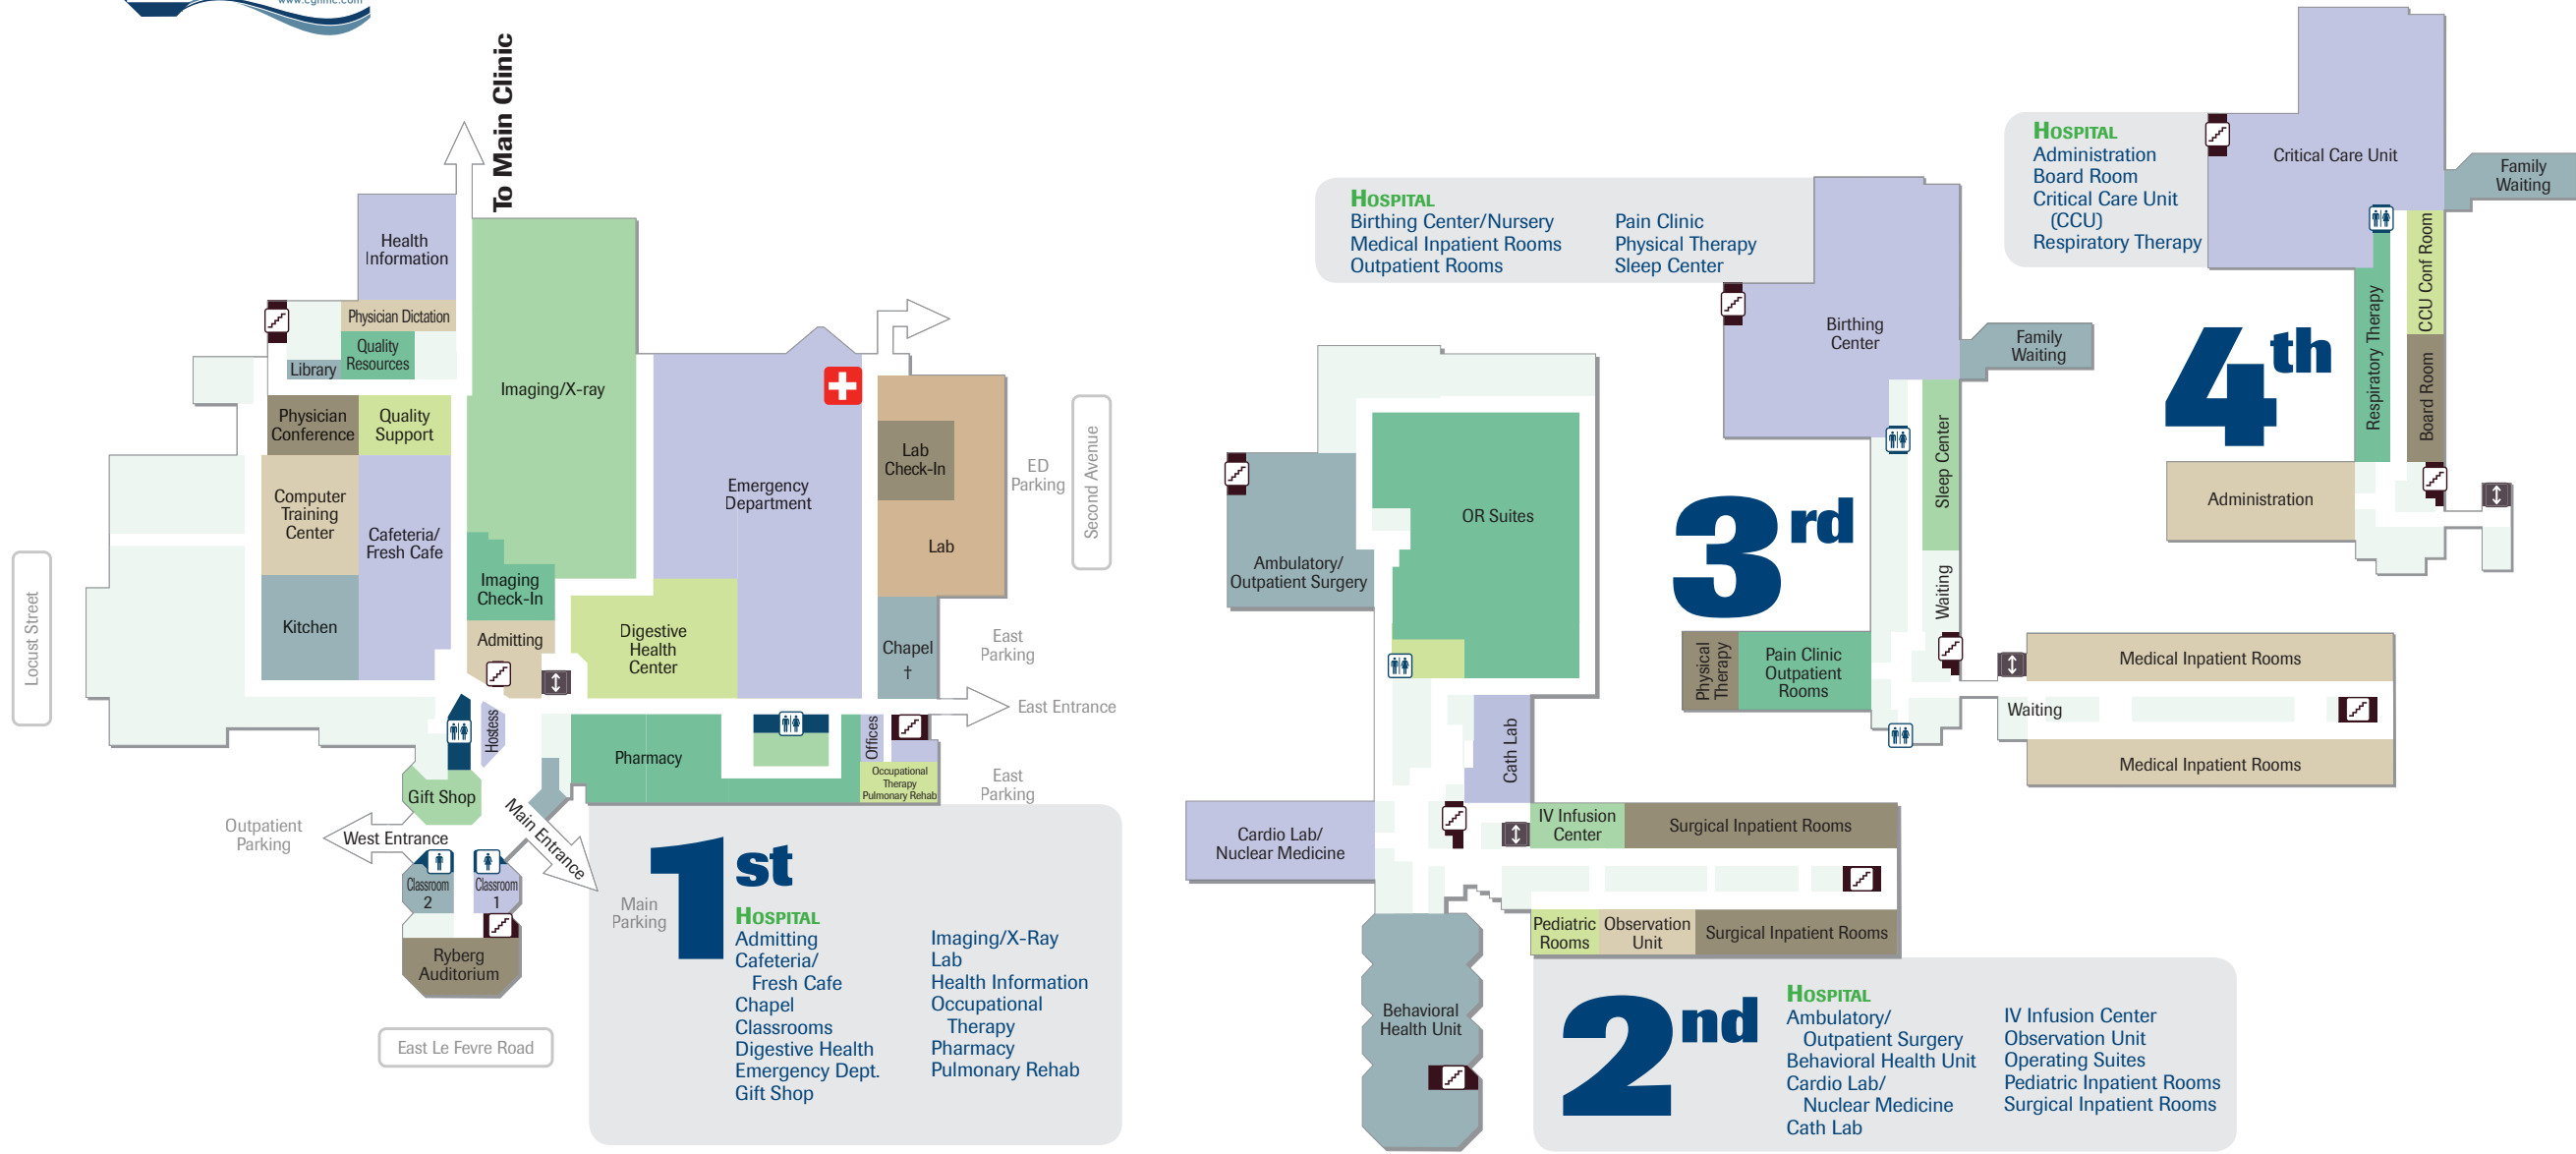 www.cghmc.com
To Main Clinic
Health
Information
Physician Dictation
Quality
Resources
Library
Physician
Conference
Quality
Support
Computer
Training
Center
Cafeteria/
Fresh Cafe
Kitchen
Imaging/X-ray
Imaging
Check-In
Admitting
Emergency
Department
Digestive
Health
Center
Lab
Check-In
Lab
Chapel
†
ED
Parking
Second Avenue
East
Parking
East Entrance
East
Parking
Locust Street
Hostess
Pharmacy
Offices
Occupational
Therapy
Pulmonary Rehab
Gift Shop
Main Entrance
West Entrance
Outpatient
Parking
Classroom
2
Classroom
1
Ryberg
Auditorium
Main
Parking
East Le Fevre Road
1st
HOSPITAL
Admitting
Cafeteria/
Fresh Cafe
Chapel
Classrooms
Digestive Health
Emergency Dept.
Gift Shop
Imaging/X-Ray
Lab
Health Information
Occupational
Therapy
Pharmacy
Pulmonary Rehab
OR Suites
Ambulatory/
Outpatient Surgery
Cath Lab
Cardio Lab/
Nuclear Medicine
IV Infusion
Center
Surgical Inpatient Rooms
Pediatric
Rooms
Observation
Unit
Surgical Inpatient Rooms
Behavioral
Health Unit
2nd
HOSPITAL
Ambulatory/
Outpatient Surgery
Behavioral Health Unit
Cardio Lab/
Nuclear Medicine
Cath Lab
IV Infusion Center
Observation Unit
Operating Suites
Pediatric Inpatient Rooms
Surgical Inpatient Rooms
HOSPITAL
Birthing Center/Nursery
Medical Inpatient Rooms
Outpatient Rooms
Pain Clinic
Physical Therapy
Sleep Center
Birthing
Center
Family
Waiting
Sleep Center
Waiting
3rd
Physical
Therapy
Pain Clinic
Outpatient
Rooms
Medical Inpatient Rooms
Waiting
Medical Inpatient Rooms
HOSPITAL
Administration
Board Room
Critical Care Unit
(CCU)
Respiratory Therapy
Critical Care Unit
Family
Waiting
CCU Conf Room
Respiratory Therapy
Board Room
4th
Administration